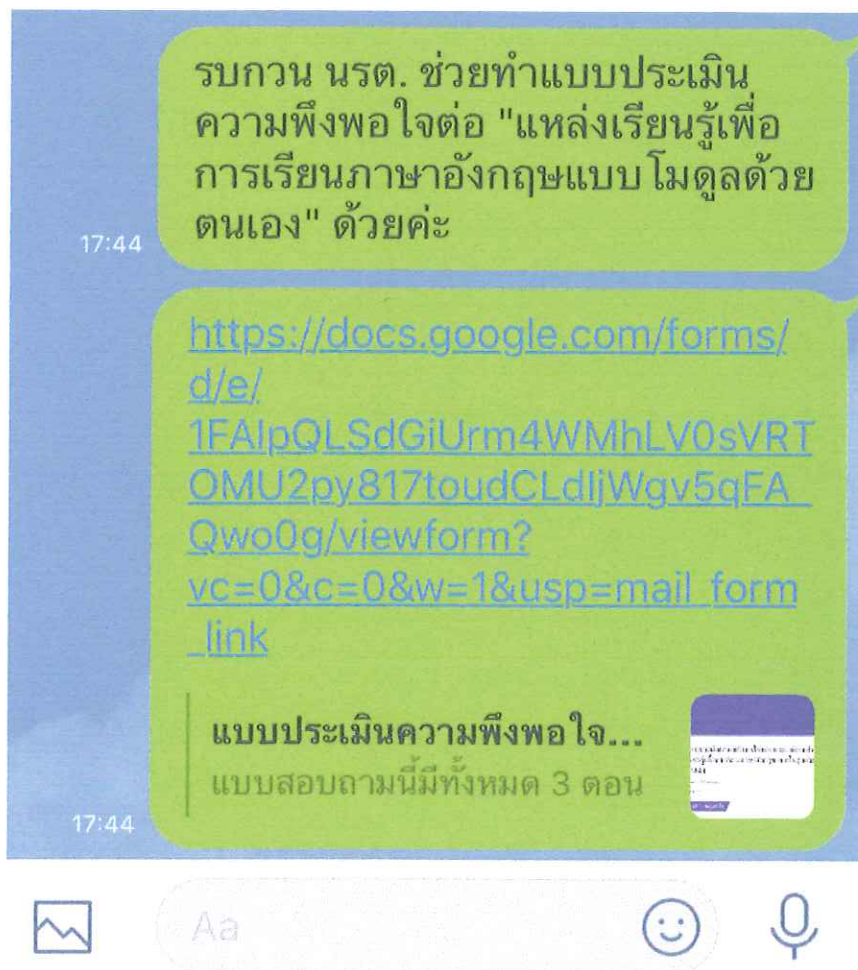 รบกวน นรต. ช่วยทำแบบประเมิน
ความพึงพอใจต่อ "แหล่งเรียนรู้เพื่อ
การเรียนภาษาอังกฤษแบบโมดูลด้วย
ตนเอง" ด้วยค่ะ
17:44
https://docs.google.com/forms/
d/e/
1FAIpQLSdGiUrm4WMhLV0sVRT
OMU2py817toudCLdIjWgv5qFA_
Qwo0g/viewform?
vc=0&c=0&w=1&usp=mail_form
_link
แบบประเมินความพึงพอใจ...
แบบสอบถามนี้มีทั้งหมด 3 ตอน
17:44
Aa